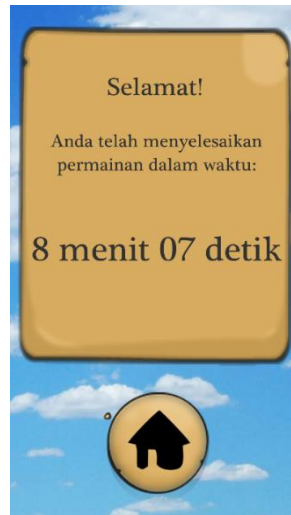 Selamat!
Anda telah menyelesaikan
permainan dalam waktu:
8 menit 07 detik